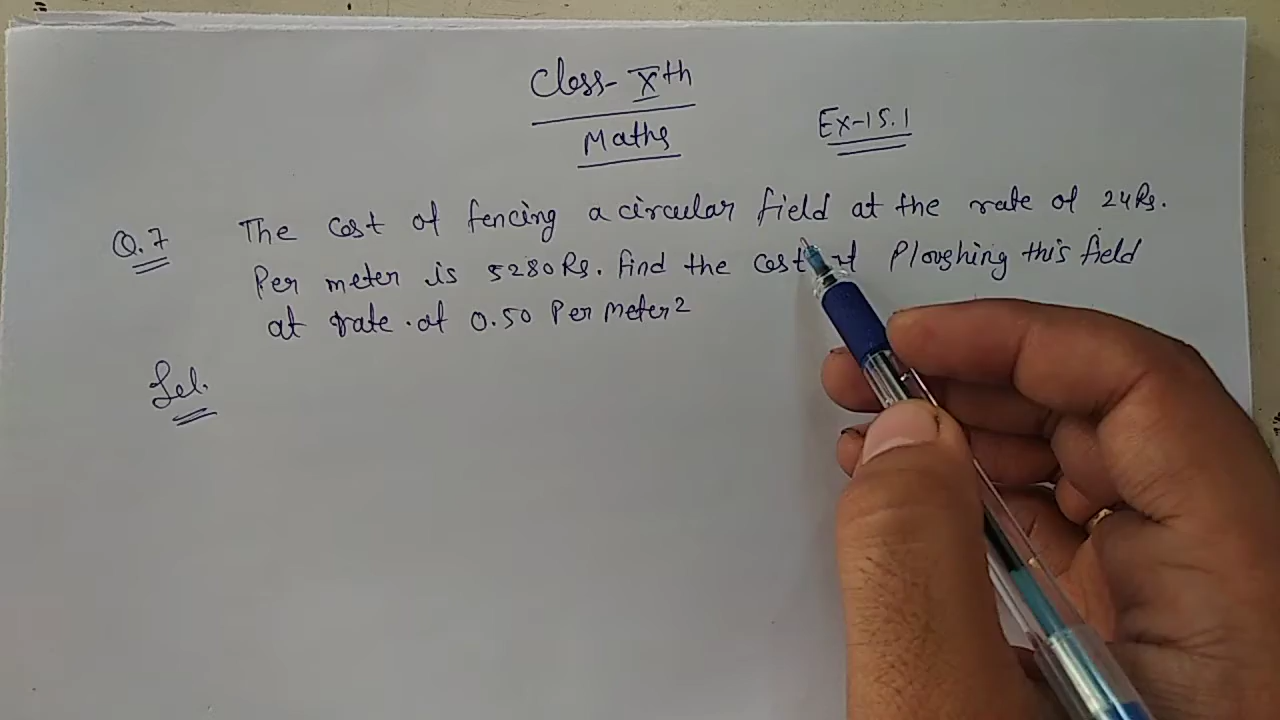 Class-Xth
Maths
Ex-15.1
Q.7 The cost of fencing a circular field at the rate of 24Rs.
Per meter is 5280Rs. find the cost of Ploughing this field
at rate.of 0.50 Per meter2
Sol.